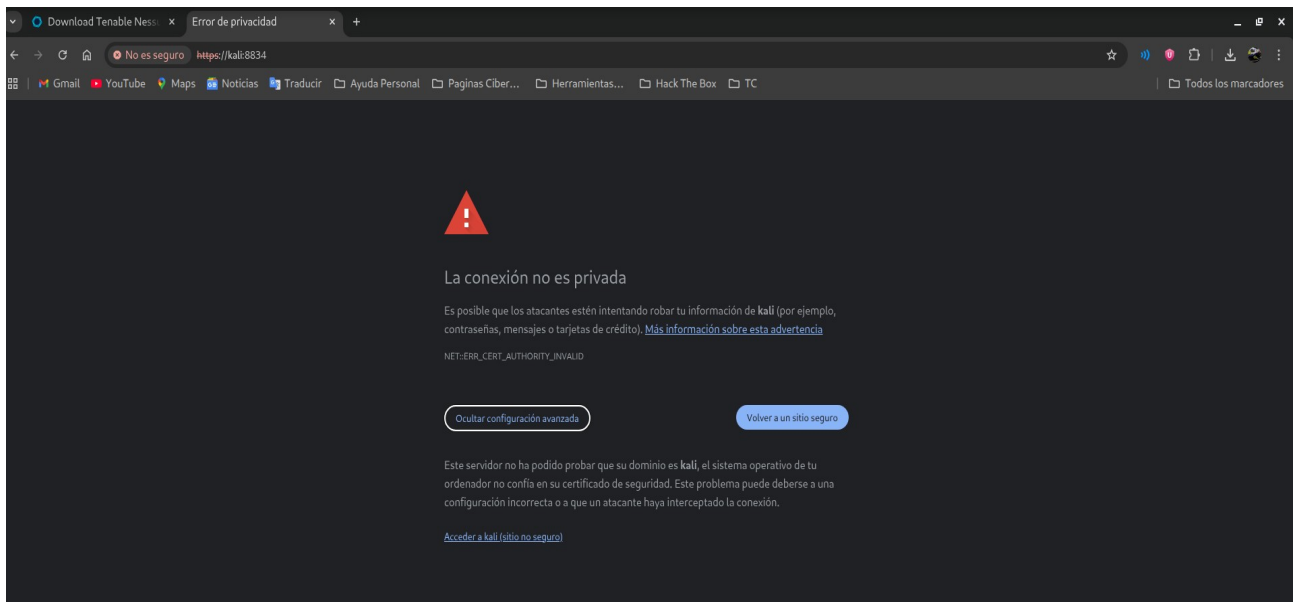 Download Tenable Ness
Error de privacidad
No es seguro
https://kali:8834
Gmail
YouTube
Maps
Noticias
Traducir
Ayuda Personal
Paginas Ciber...
Herramientas...
Hack The Box
TC
Todos los marcadores
La conexión no es privada
Es posible que los atacantes estén intentando robar tu información de kali (por ejemplo,
contraseñas, mensajes o tarjetas de crédito). Más información sobre esta advertencia
NET::ERR_CERT_AUTHORITY_INVALID
Ocultar configuración avanzada
Volver a un sitio seguro
Este servidor no ha podido probar que su dominio es kali, el sistema operativo de tu
ordenador no confía en su certificado de seguridad. Este problema puede deberse a una
configuración incorrecta o a que un atacante haya interceptado la conexión.
Acceder a kali (sitio no seguro)